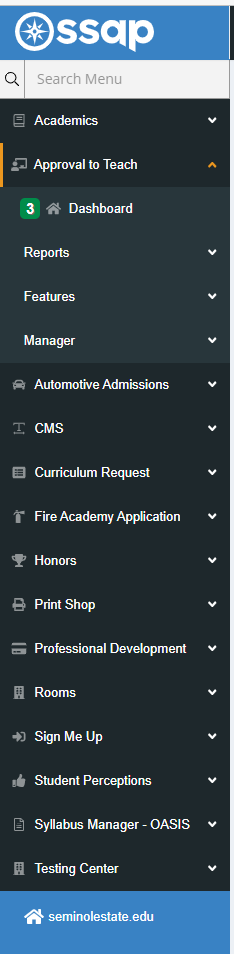 ssap
Search Menu
Academics
Approval to Teach
3 Dashboard
Reports
Features
Manager
Automotive Admissions
CMS
Curriculum Request
Fire Academy Application
Honors
Print Shop
Professional Development
Rooms
Sign Me Up
Student Perceptions
Syllabus Manager - OASIS
Testing Center
seminolestate.edu